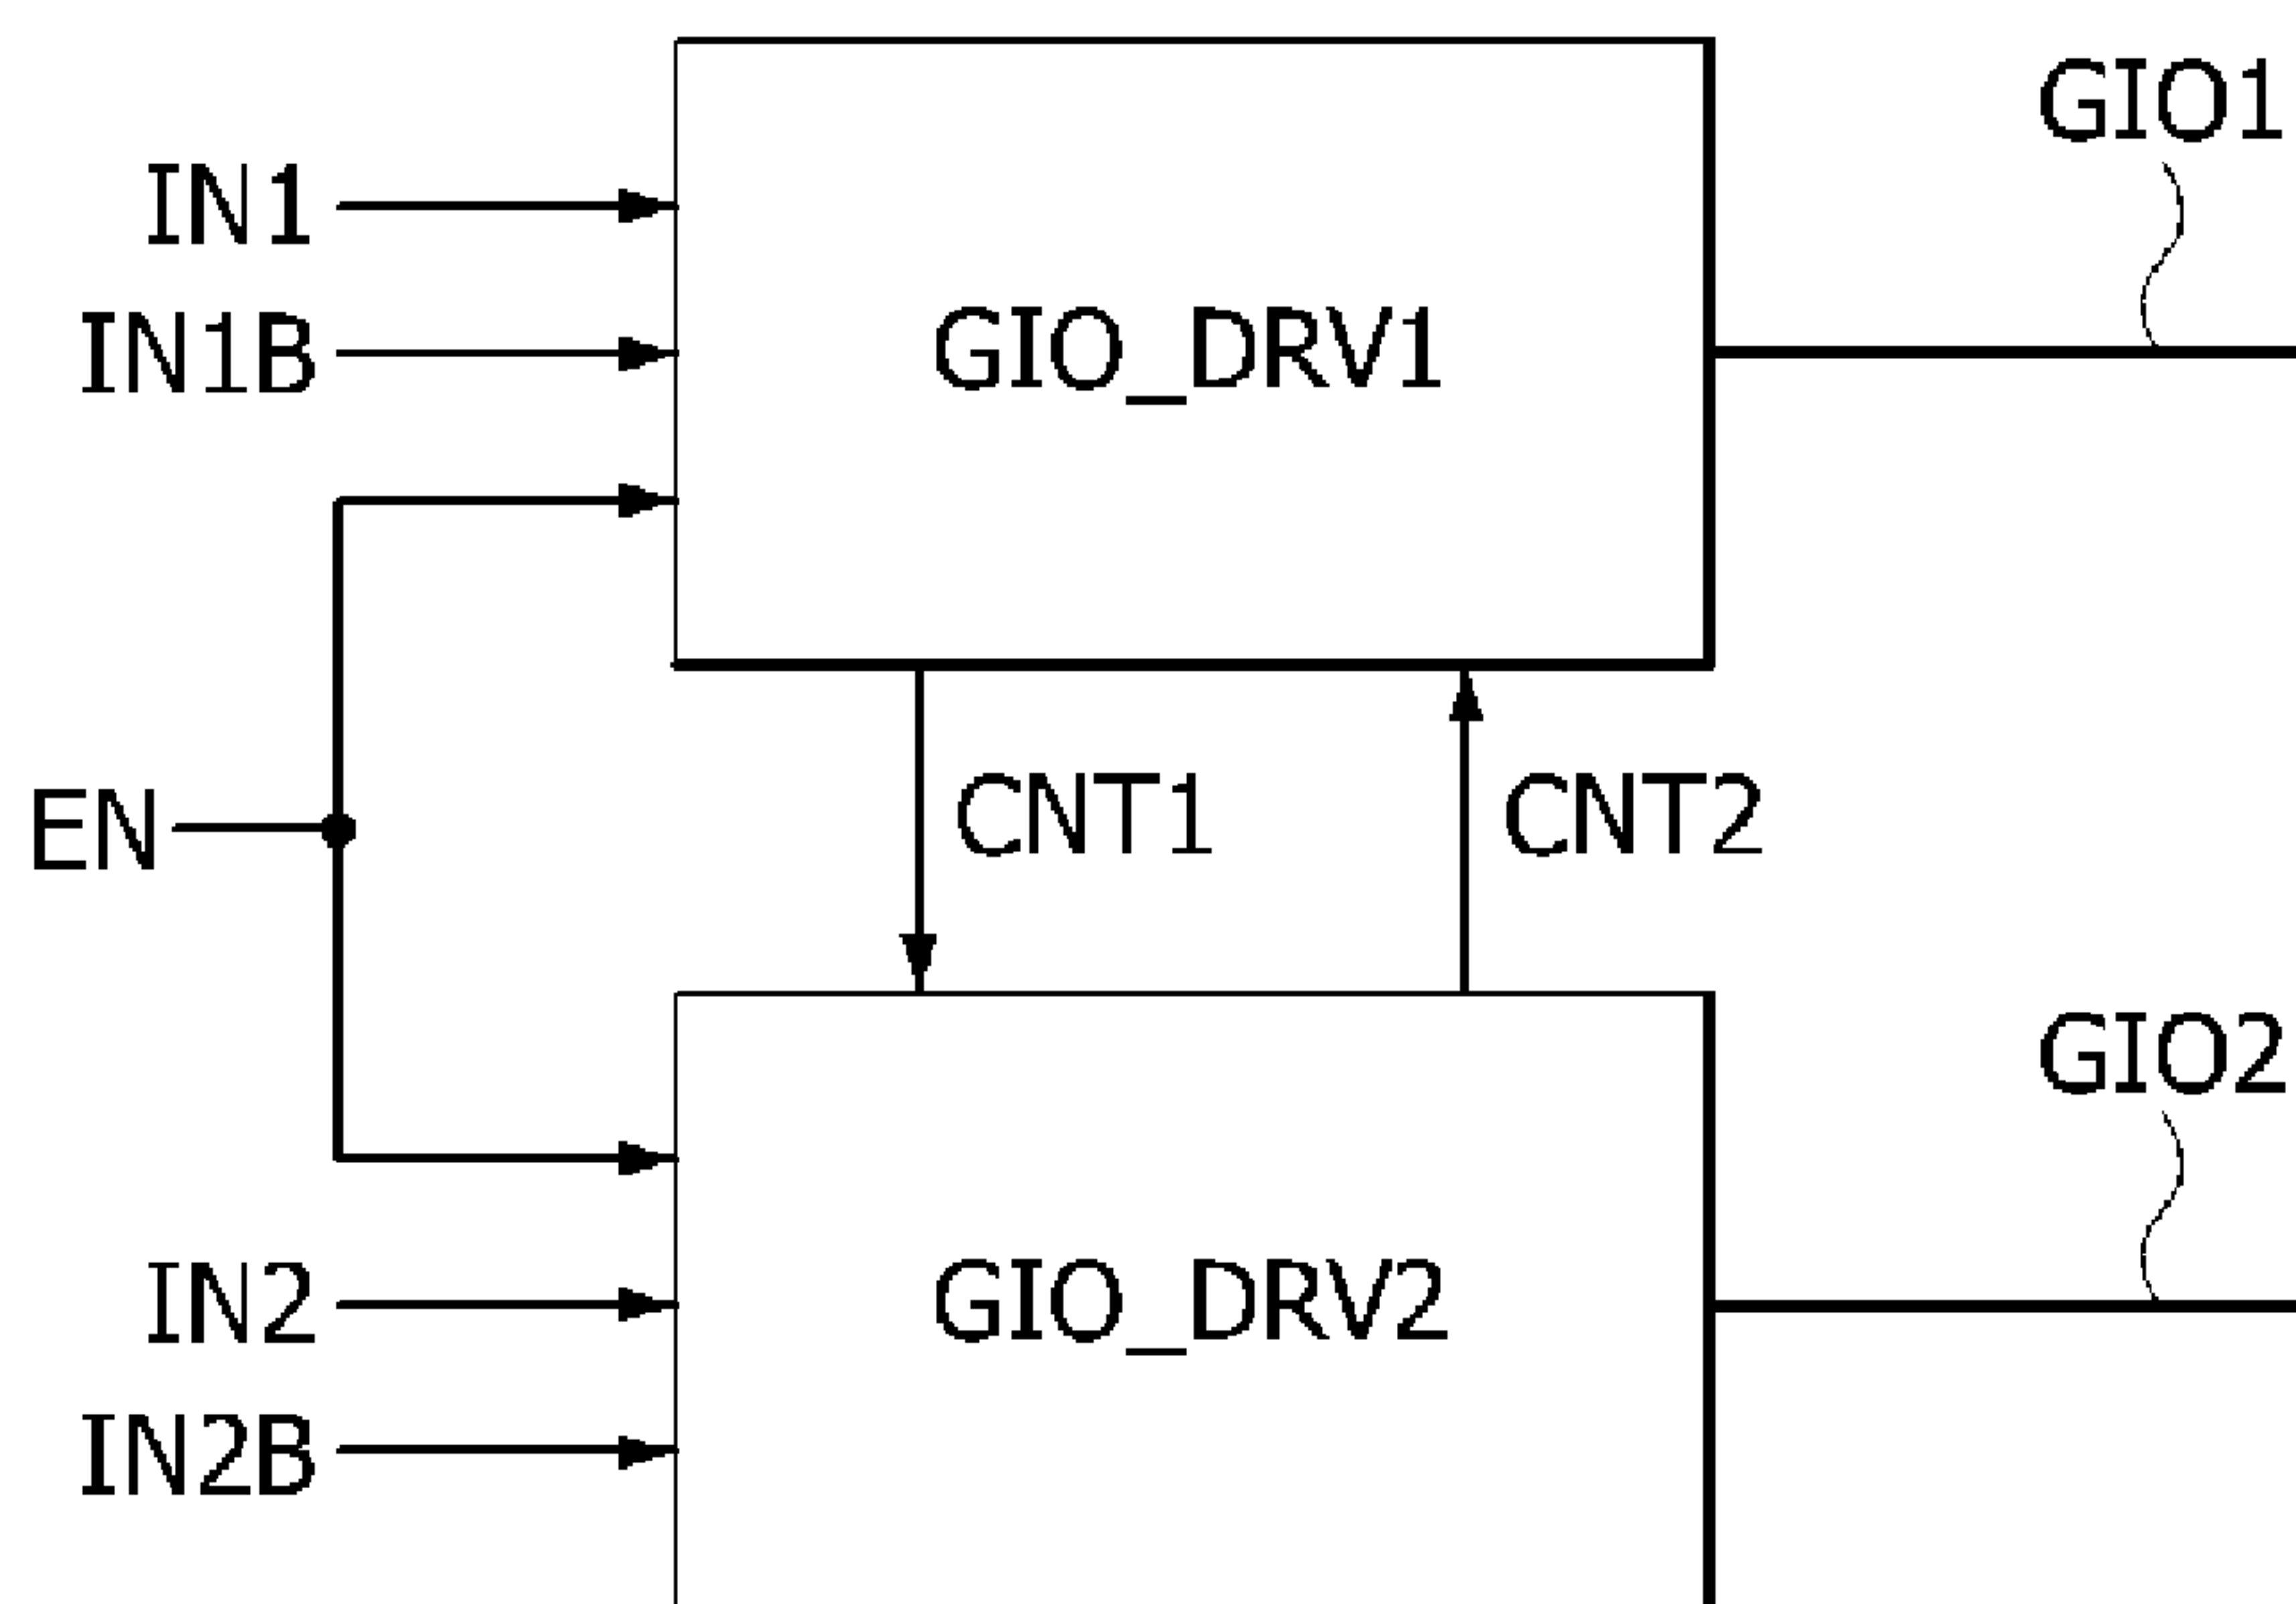 GIO1
IN1
IN1B
GIO_DRV1
EN
CNT1
CNT2
GIO2
IN2
GIO_DRV2
IN2B